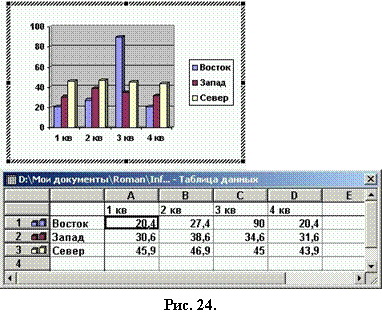 100
80
60
40
20
0
1 кв 2 кв 3 кв 4 кв
Восток
Запад
Север
D:\Мои документы\Roman\Inf... - Таблица данных
A B C D E
1 кв 2 кв 3 кв 4 кв
1 Восток 20,4 27,4 90 20,4
2 Запад 30,6 38,6 34,6 31,6
3 Север 45,9 46,9 45 43,9
4
Рис. 24.